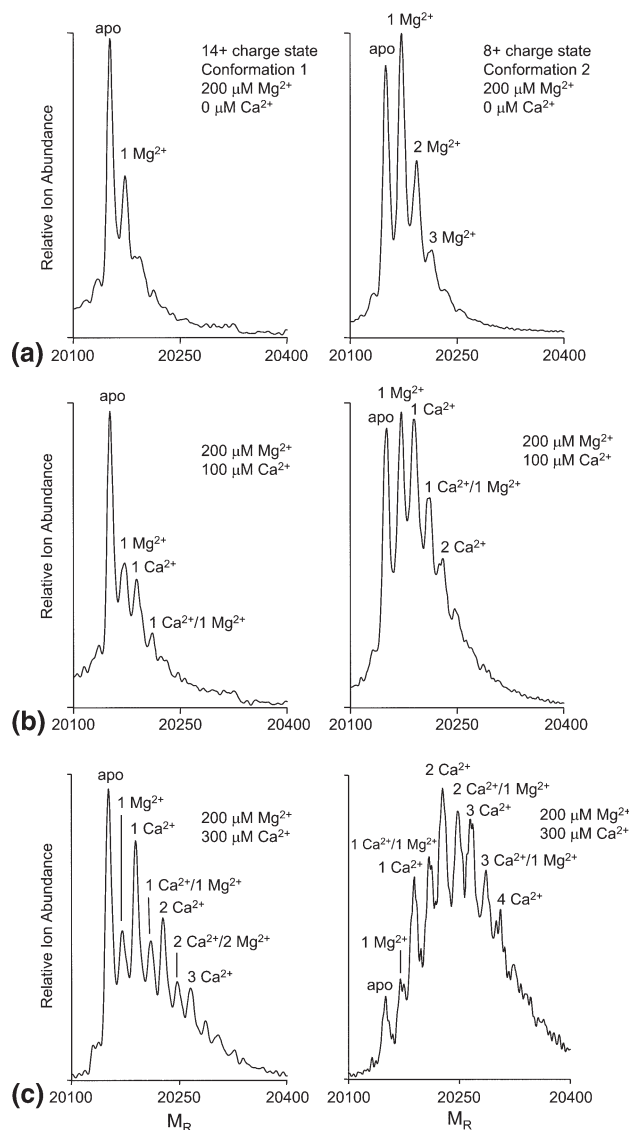 apo
1 Mg²⁺
14+ charge state
Conformation 1
200 µM Mg²⁺
0 µM Ca²⁺
Relative Ion Abundance
20100
20250
20400
(a)
1 Mg²⁺
apo
2 Mg²⁺
3 Mg²⁺
8+ charge state
Conformation 2
200 µM Mg²⁺
0 µM Ca²⁺
20100
20250
20400
apo
1 Mg²⁺
1 Ca²⁺
1 Ca²⁺/1 Mg²⁺
200 µM Mg²⁺
100 µM Ca²⁺
Relative Ion Abundance
20100
20250
20400
(b)
1 Mg²⁺
apo
1 Ca²⁺
1 Ca²⁺/1 Mg²⁺
2 Ca²⁺
200 µM Mg²⁺
100 µM Ca²⁺
20100
20250
20400
apo
1 Mg²⁺
1 Ca²⁺
1 Ca²⁺/1 Mg²⁺
2 Ca²⁺
2 Ca²⁺/2 Mg²⁺
3 Ca²⁺
200 µM Mg²⁺
300 µM Ca²⁺
Relative Ion Abundance
20100
20250
20400
M_R
(c)
2 Ca²⁺
2 Ca²⁺/1 Mg²⁺
3 Ca²⁺
200 µM Mg²⁺
300 µM Ca²⁺
1 Ca²⁺/1 Mg²⁺
1 Ca²⁺
3 Ca²⁺/1 Mg²⁺
4 Ca²⁺
1 Mg²⁺
apo
20100
20250
20400
M_R